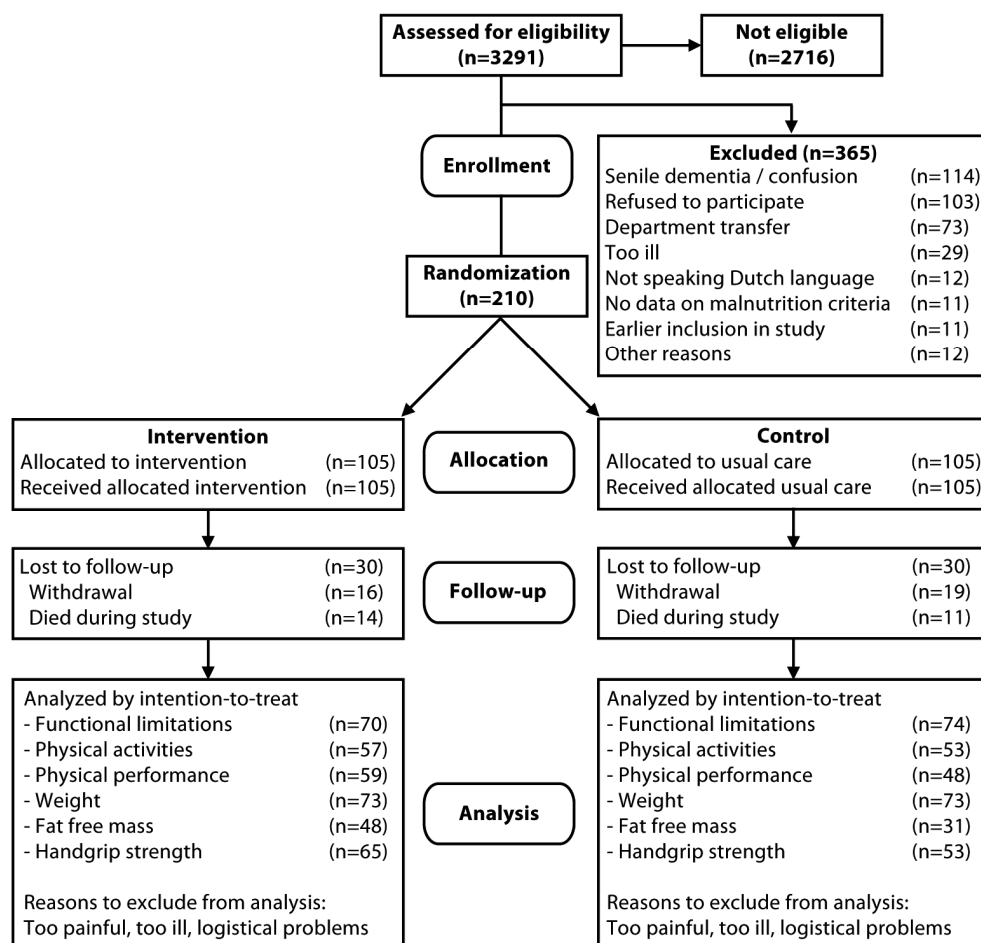 Assessed for eligibility
(n=3291)
Not eligible
(n=2716)
Enrollment
Excluded (n=365)
Senile dementia / confusion (n=114)
Refused to participate (n=103)
Department transfer (n=73)
Too ill (n=29)
Not speaking Dutch language (n=12)
No data on malnutrition criteria (n=11)
Earlier inclusion in study (n=11)
Other reasons (n=12)
Randomization
(n=210)
Intervention
Allocated to intervention (n=105)
Received allocated intervention (n=105)
Allocation
Control
Allocated to usual care (n=105)
Received allocated usual care (n=105)
Lost to follow-up (n=30)
Withdrawal (n=16)
Died during study (n=14)
Follow-up
Lost to follow-up (n=30)
Withdrawal (n=19)
Died during study (n=11)
Analyzed by intention-to-treat
- Functional limitations (n=70)
- Physical activities (n=57)
- Physical performance (n=59)
- Weight (n=73)
- Fat free mass (n=48)
- Handgrip strength (n=65)
Reasons to exclude from analysis:
Too painful, too ill, logistical problems
Analysis
Analyzed by intention-to-treat
- Functional limitations (n=74)
- Physical activities (n=53)
- Physical performance (n=48)
- Weight (n=73)
- Fat free mass (n=31)
- Handgrip strength (n=53)
Reasons to exclude from analysis:
Too painful, too ill, logistical problems